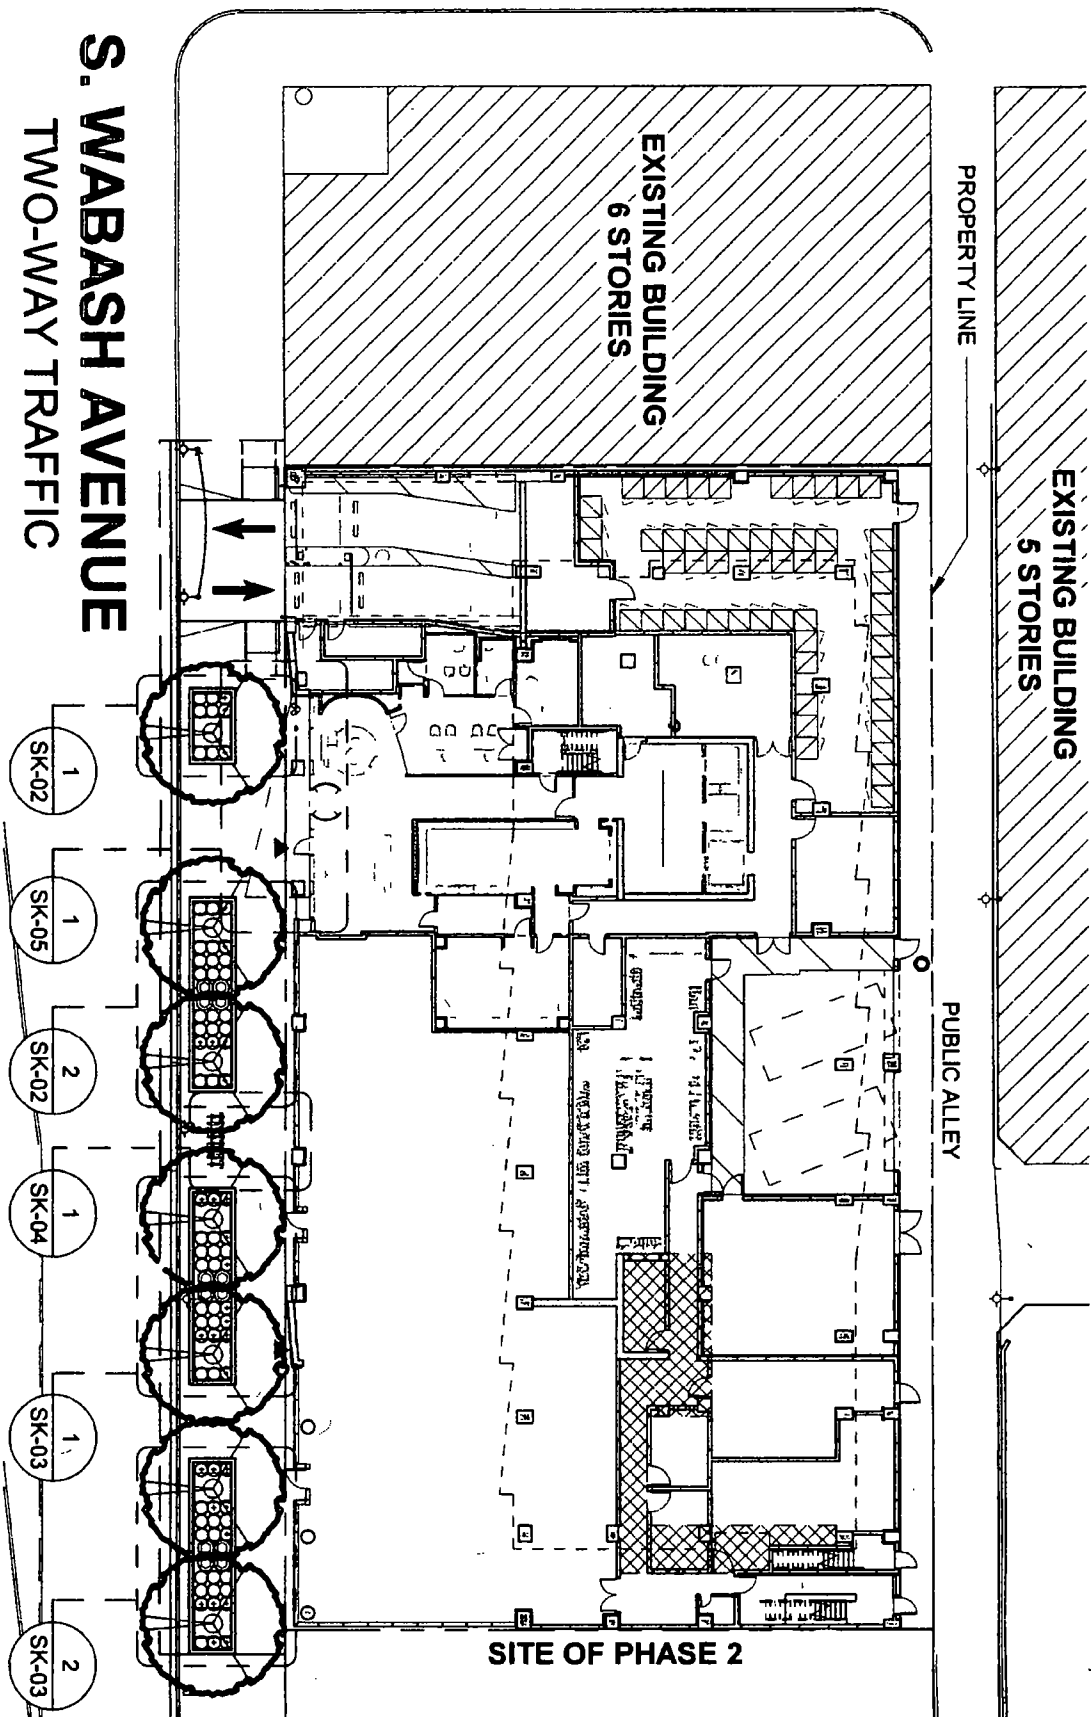 S. WABASH AVENUE
TWO-WAY TRAFFIC
EXISTING BUILDING
6 STORIES
PROPERTY LINE
EXISTING BUILDING
5 STORIES
PUBLIC ALLEY
SITE OF PHASE 2
1
SK-02
1
SK-05
2
SK-02
1
SK-04
1
SK-03
2
SK-03